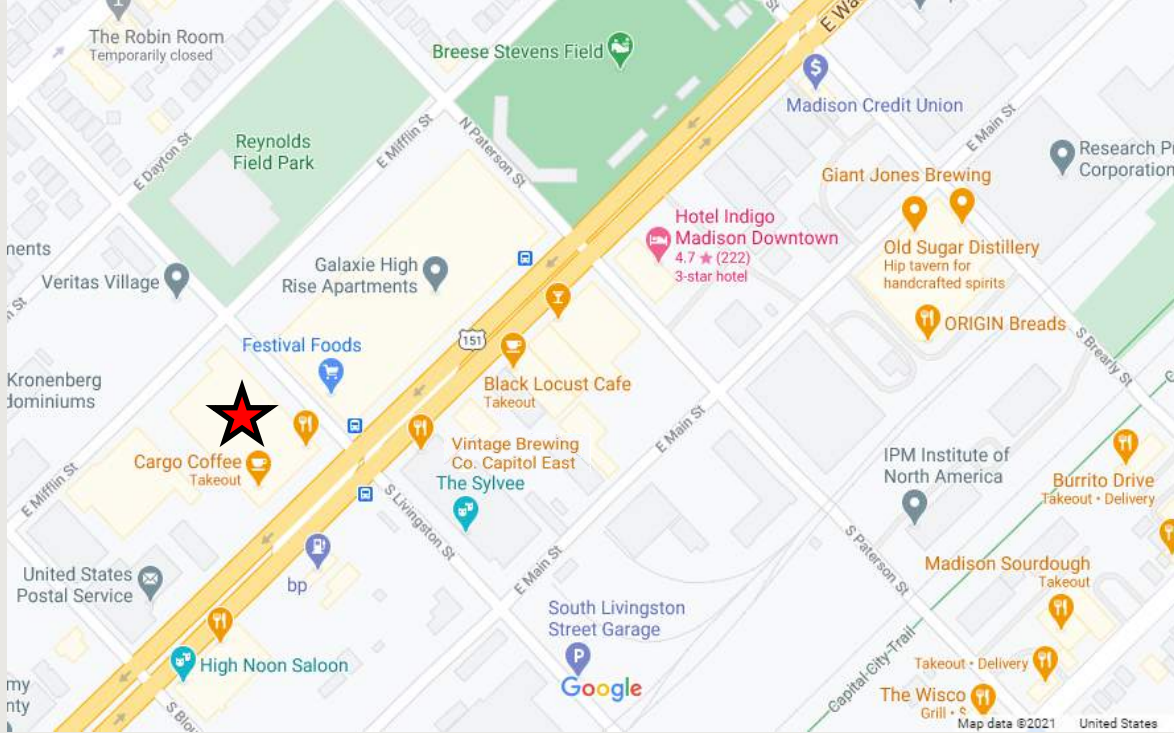 The Robin Room
Temporarily closed
Breese Stevens Field
E Wa
Madison Credit Union
Reynolds
Field Park
E Dayton St
E Mifflin St
N Paterson St
E Main St
Research P
Corporation
Giant Jones Brewing
Hotel Indigo
Madison Downtown
4.7 ★ (222)
3-star hotel
Old Sugar Distillery
Hip tavern for
handcrafted spirits
ments
Veritas Village
Galaxie High
Rise Apartments
n St
ORIGIN Breads
151
Festival Foods
S Brearly St
Kronenberg
dominiums
Black Locust Cafe
Takeout
E Main St
Vintage Brewing
Co. Capitol East
The Sylvee
Cargo Coffee
Takeout
IPM Institute of
North America
Burrito Drive
Takeout • Delivery
E Mifflin St
S Livingston St
S Paterson St
E Main St
bp
United States
Postal Service
Madison Sourdough
Takeout
South Livingston
Street Garage
P
High Noon Saloon
Capital-City-Trail
Takeout • Delivery
The Wisco
Grill • $
my
nty
S Blou
Google
Map data ©2021
United States